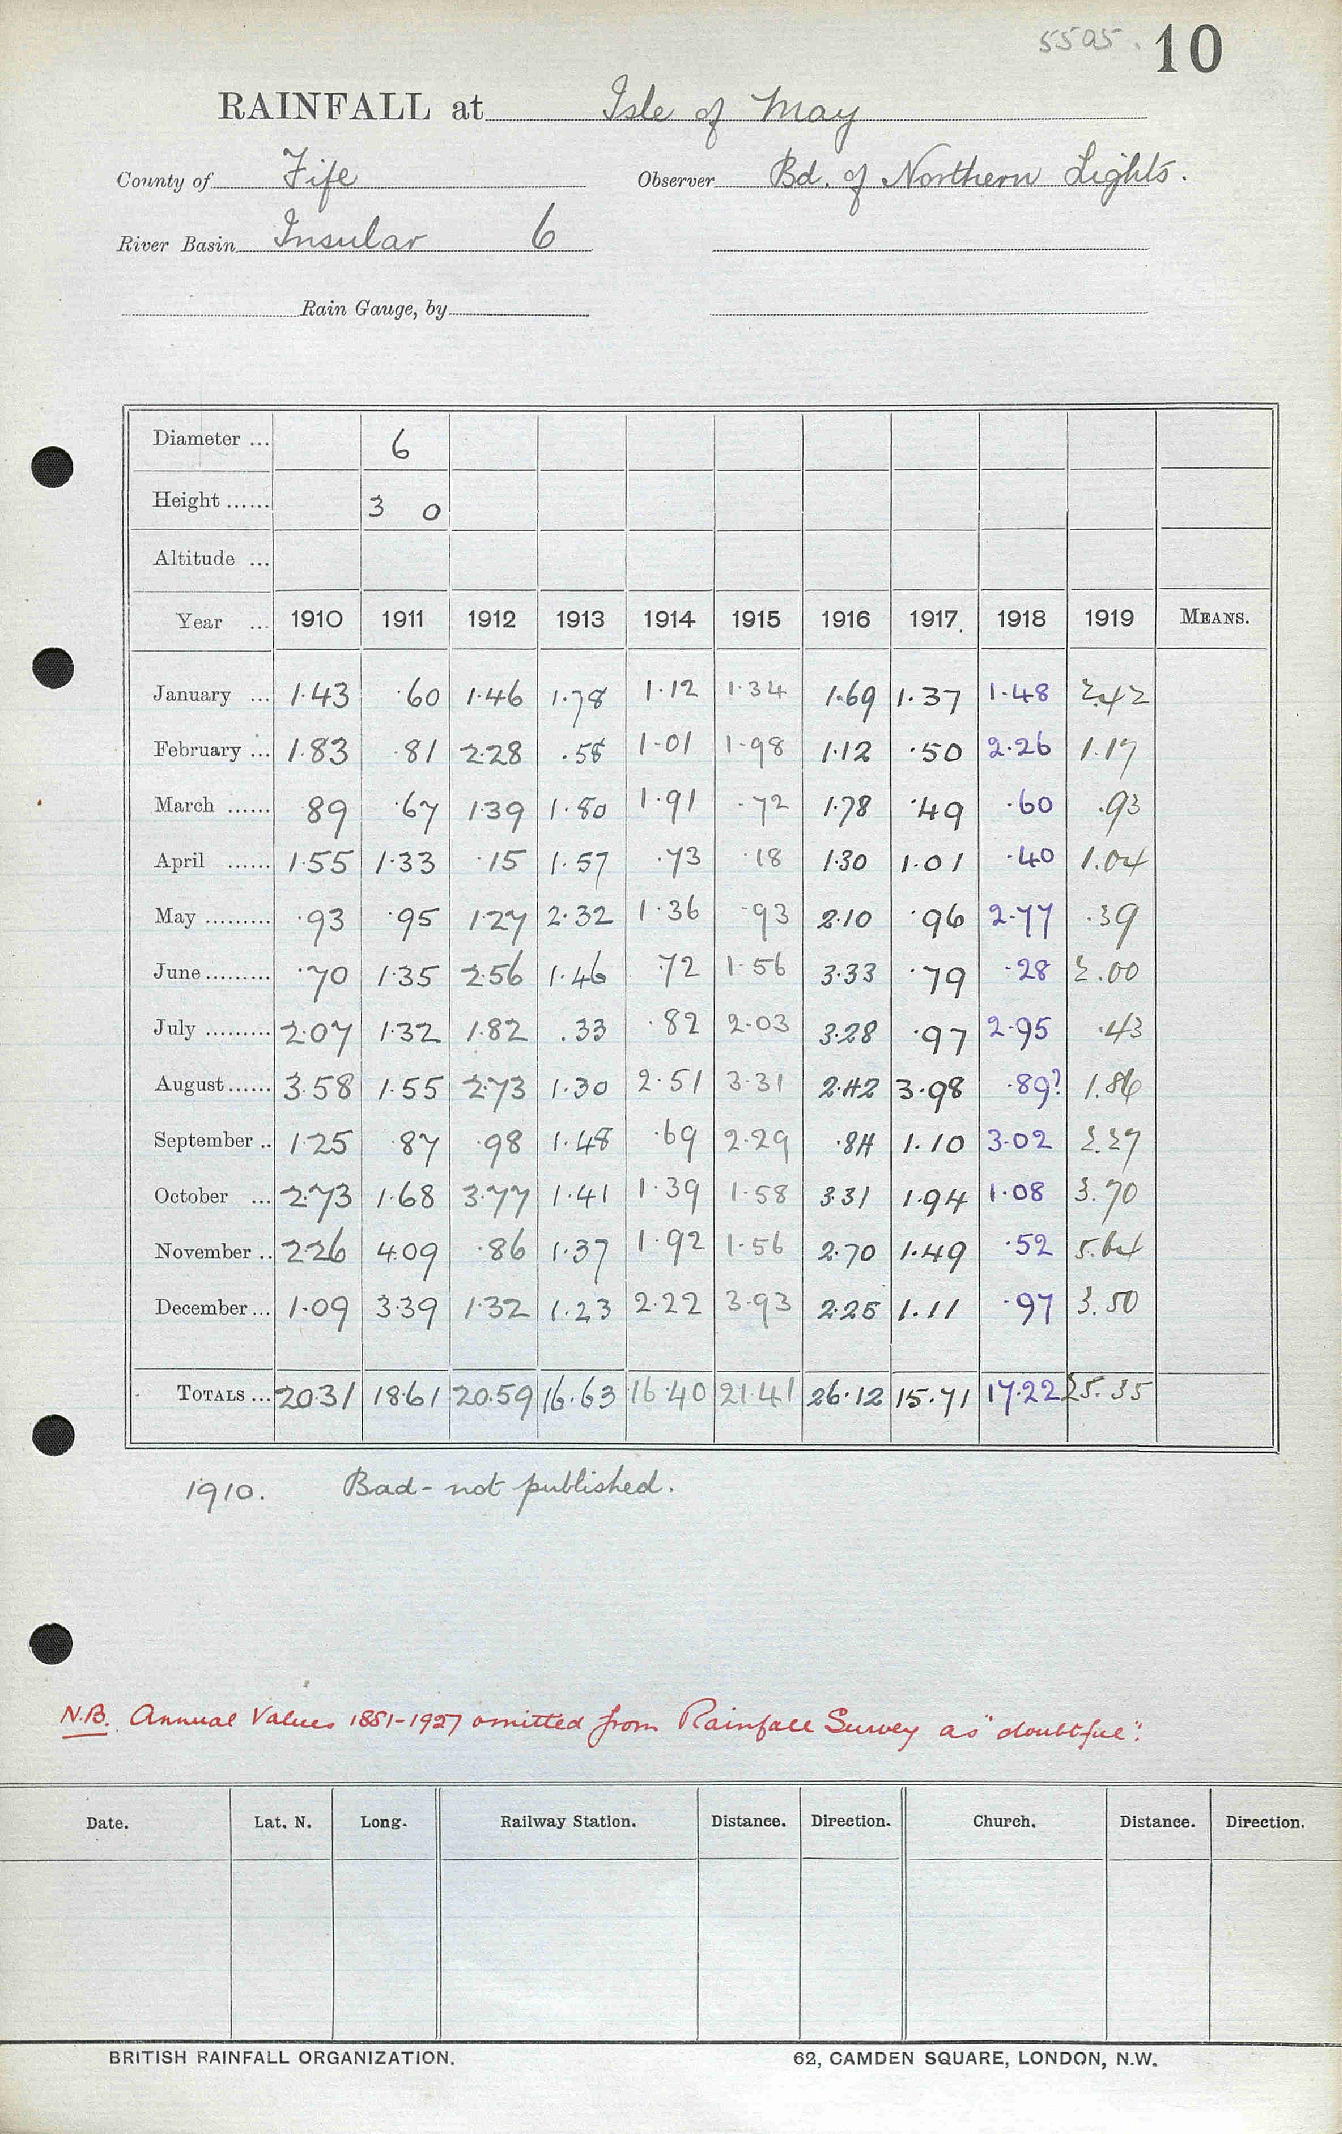 5505. 10
RAINFALL at Isle of May
County of Fife Observer Bd. of Northern Lights.
River Basin Insular 6
Rain Gauge, by
Diameter ... 6
Height ...... 3 0
Altitude ...
Year ... 1910 1911 1912 1913 1914 1915 1916 1917 1918 1919 MEANS.
January ... 1.43 .60 1.46 1.78 1.12 1.34 1.69 1.37 1.48 2.42
February ... 1.83 .81 2.28 .58 1.01 1.98 1.12 .50 2.26 1.17
March ...... .89 .67 1.39 1.80 1.91 .72 1.78 .49 .60 .93
April ...... 1.55 1.33 .15 1.57 .73 .18 1.30 1.01 .40 1.04
May ......... .93 .95 1.27 2.32 1.36 .93 2.10 .96 2.77 .39
June ......... .70 1.35 2.56 1.46 72 1.56 3.33 .79 .28 2.00
July ......... 2.07 1.32 1.82 .33 .82 2.03 3.28 .97 2.95 .43
August ...... 3.58 1.55 2.73 1.30 2.51 3.31 2.42 3.98 .89? 1.86
September .. 1.25 .87 .98 1.48 .69 2.29 .84 1.10 3.02 2.27
October ... 2.73 1.68 3.77 1.41 1.39 1.58 3.31 1.94 1.08 3.70
November .. 2.26 4.09 .86 1.37 1.92 1.56 2.70 1.49 .52 5.64
December ... 1.09 3.39 1.32 1.23 2.22 3.93 2.25 1.11 .97 3.50
TOTALS ... 20.31 18.61 20.59 16.63 16.40 21.41 26.12 15.71 17.22 25.35
1910. Bad - not published.
N.B. Annual Values 1881-1927 omitted from Rainfall Survey as "doubtful".
Date. Lat. N. Long. Railway Station. Distance. Direction. Church. Distance. Direction.
BRITISH RAINFALL ORGANIZATION. 62, CAMDEN SQUARE, LONDON, N.W.